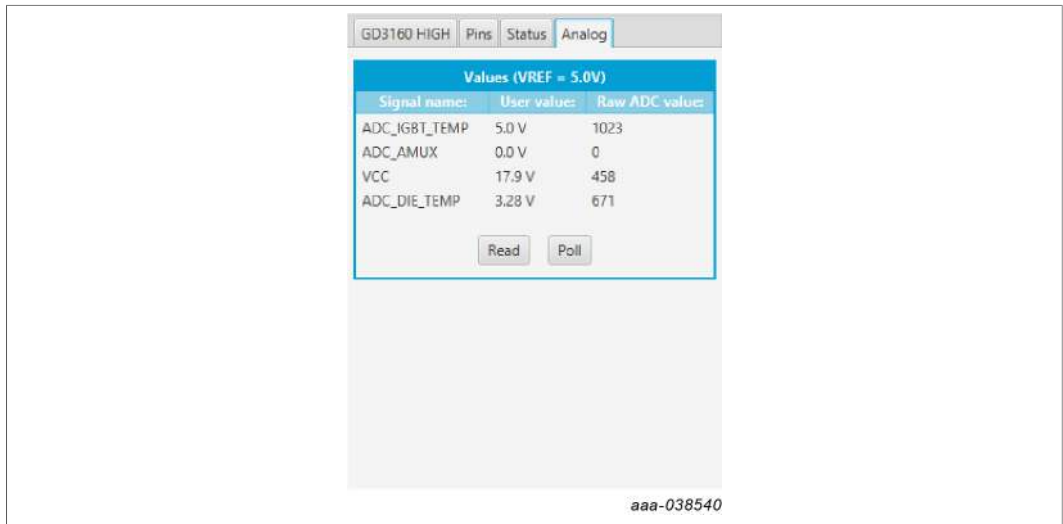 GD3160 HIGH Pins Status Analog
Values (VREF = 5.0V)
Signal name: User value: Raw ADC value:
ADC_IGBT_TEMP 5.0 V 1023
ADC_AMUX 0.0 V 0
VCC 17.9 V 458
ADC_DIE_TEMP 3.28 V 671
Read Poll
aaa-038540